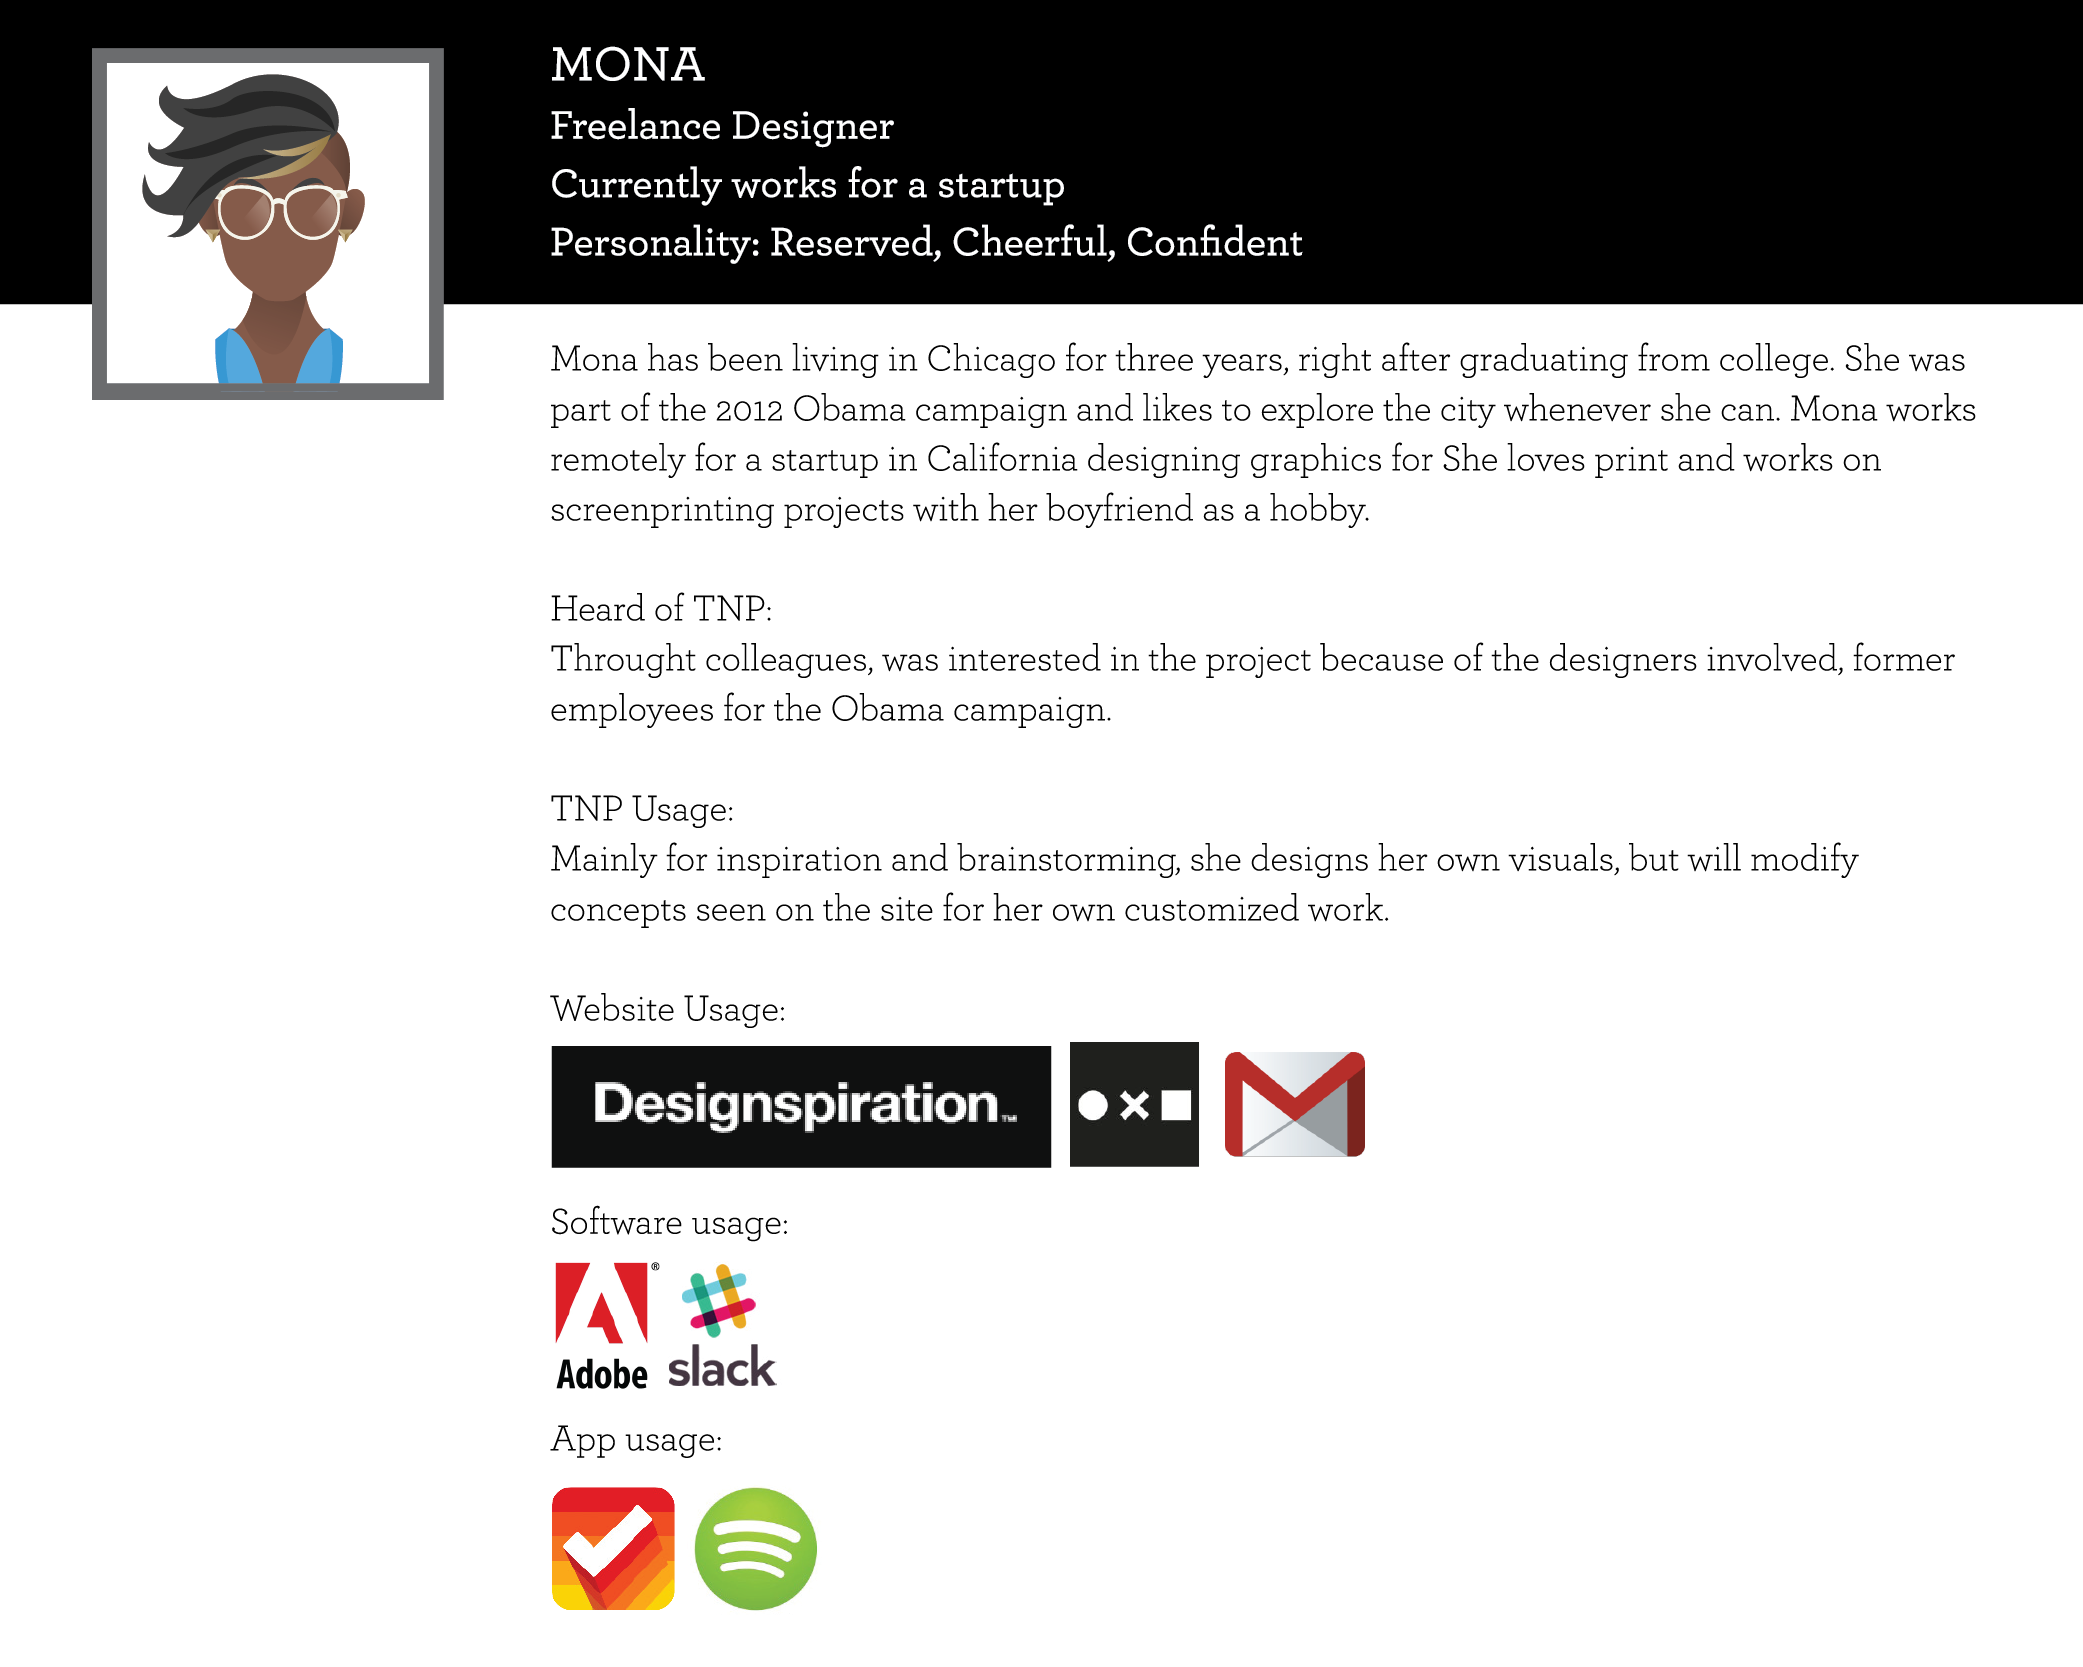 MONA
Freelance Designer
Currently works for a startup
Personality: Reserved, Cheerful, Confident
Mona has been living in Chicago for three years, right after graduating from college. She was
part of the 2012 Obama campaign and likes to explore the city whenever she can. Mona works
remotely for a startup in California designing graphics for She loves print and works on
screenprinting projects with her boyfriend as a hobby.
Heard of TNP:
Throught colleagues, was interested in the project because of the designers involved, former
employees for the Obama campaign.
TNP Usage:
Mainly for inspiration and brainstorming, she designs her own visuals, but will modify
concepts seen on the site for her own customized work.
Website Usage:
Designspiration™
Software usage:
Adobe® slack
App usage: